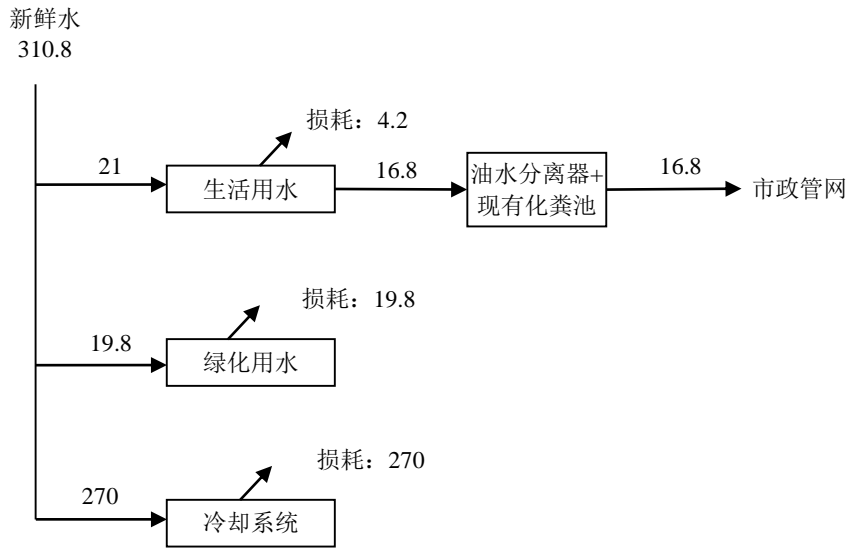 新鲜水
310.8
损耗：4.2
21
16.8
16.8
生活用水
油水分离器+
现有化粪池
市政管网
损耗：19.8
19.8
绿化用水
损耗：270
270
冷却系统